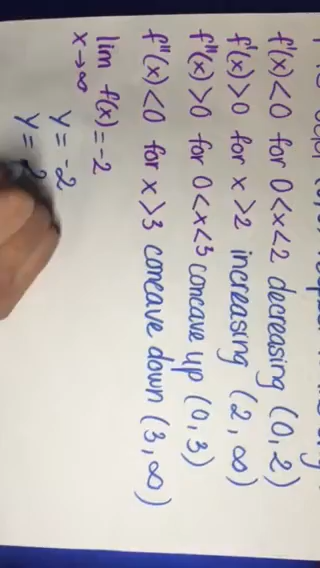 f'(x)<0 for 0<x<2 decreasing (0,2)
f'(x)>0 for x>2 increasing (2,∞)
f''(x)>0 for 0<x<3 concave up (0,3)
f''(x)<0 for x>3 concave down (3,∞)
lim f(x)=-2
x→∞
y=-2
y=